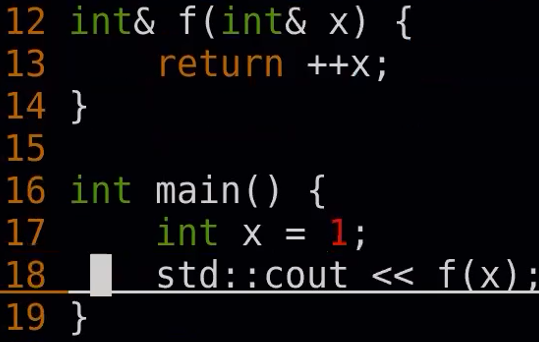 12 int& f(int& x) {
13     return ++x;
14 }
15
16 int main() {
17     int x = 1;
18     std::cout << f(x);
19 }